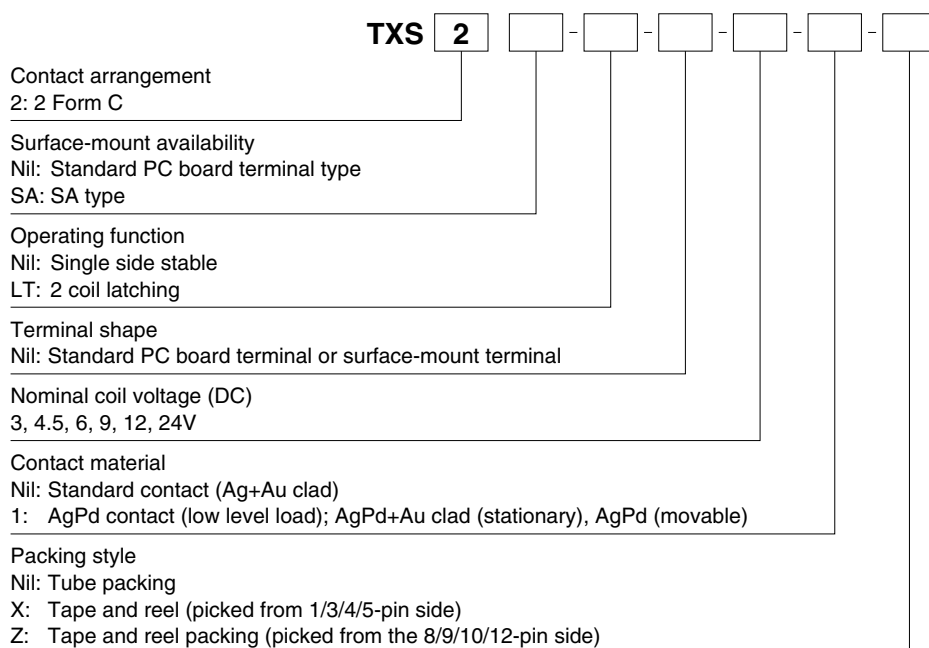 TXS 2 - - - - -
Contact arrangement
2: 2 Form C
Surface-mount availability
Nil: Standard PC board terminal type
SA: SA type
Operating function
Nil: Single side stable
LT: 2 coil latching
Terminal shape
Nil: Standard PC board terminal or surface-mount terminal
Nominal coil voltage (DC)
3, 4.5, 6, 9, 12, 24V
Contact material
Nil: Standard contact (Ag+Au clad)
1: AgPd contact (low level load); AgPd+Au clad (stationary), AgPd (movable)
Packing style
Nil: Tube packing
X: Tape and reel (picked from 1/3/4/5-pin side)
Z: Tape and reel packing (picked from the 8/9/10/12-pin side)